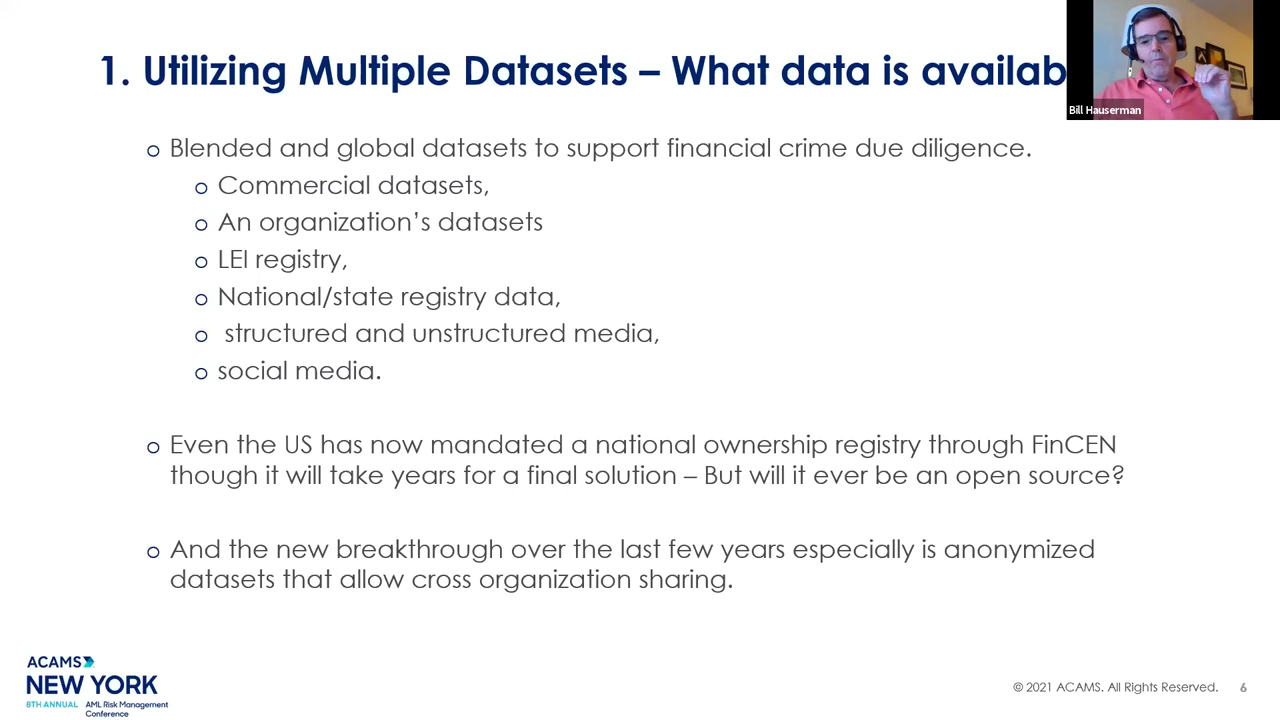 1. Utilizing Multiple Datasets – What data is availab
Bill Hauserman
o Blended and global datasets to support financial crime due diligence.
o Commercial datasets,
o An organization’s datasets
o LEI registry,
o National/state registry data,
o structured and unstructured media,
o social media.
o Even the US has now mandated a national ownership registry through FinCEN
though it will take years for a final solution – But will it ever be an open source?
o And the new breakthrough over the last few years especially is anonymized
datasets that allow cross organization sharing.
ACAMS
NEW YORK
8TH ANNUAL AML Risk Management
Conference
© 2021 ACAMS. All Rights Reserved. 6